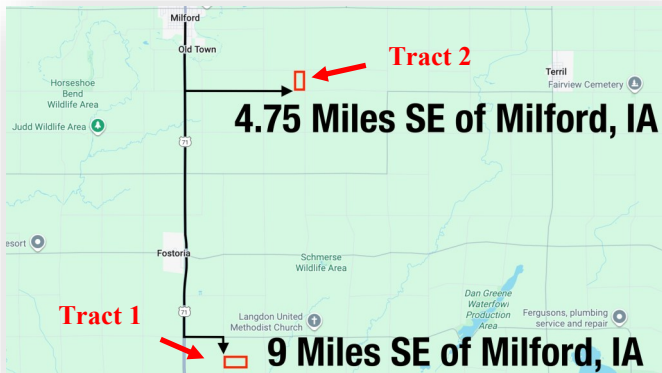 Milford
Old Town
Tract 2
Terril
Fairview Cemetery
Horseshoe
Bend
Wildlife Area
Judd Wildlife Area
4.75 Miles SE of Milford, IA
71
esort
Fostoria
Schmerse
Wildlife Area
Dan Greene
Waterfowl
Production
Area
71
Tract 1
Langdon United
Methodist Church
Fergusons, plumbing
service and repair
9 Miles SE of Milford, IA